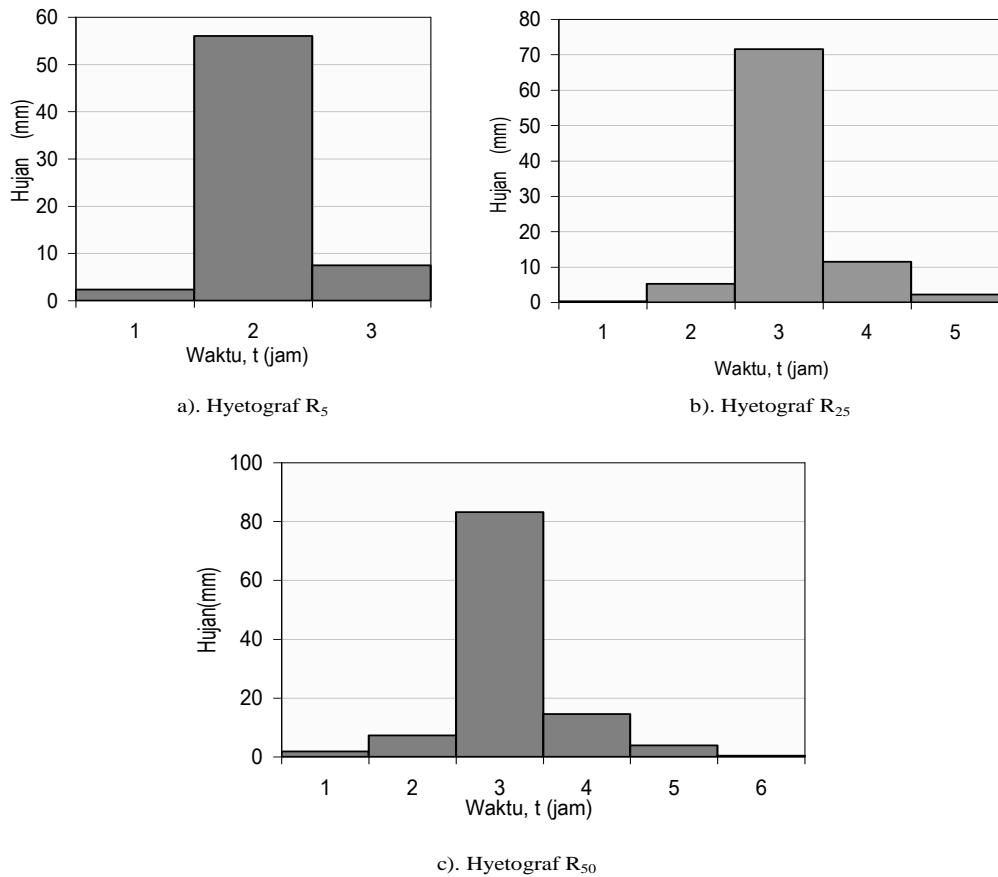 60
50
40
30
20
10
0
Hujan (mm)
1 2 3
Waktu, t (jam)
a). Hyetograf R₅
80
70
60
50
40
30
20
10
0
Hujan (mm)
1 2 3 4 5
Waktu, t (jam)
b). Hyetograf R₂₅
100
80
60
40
20
0
Hujan(mm)
1 2 3 4 5 6
Waktu, t (jam)
c). Hyetograf R₅₀